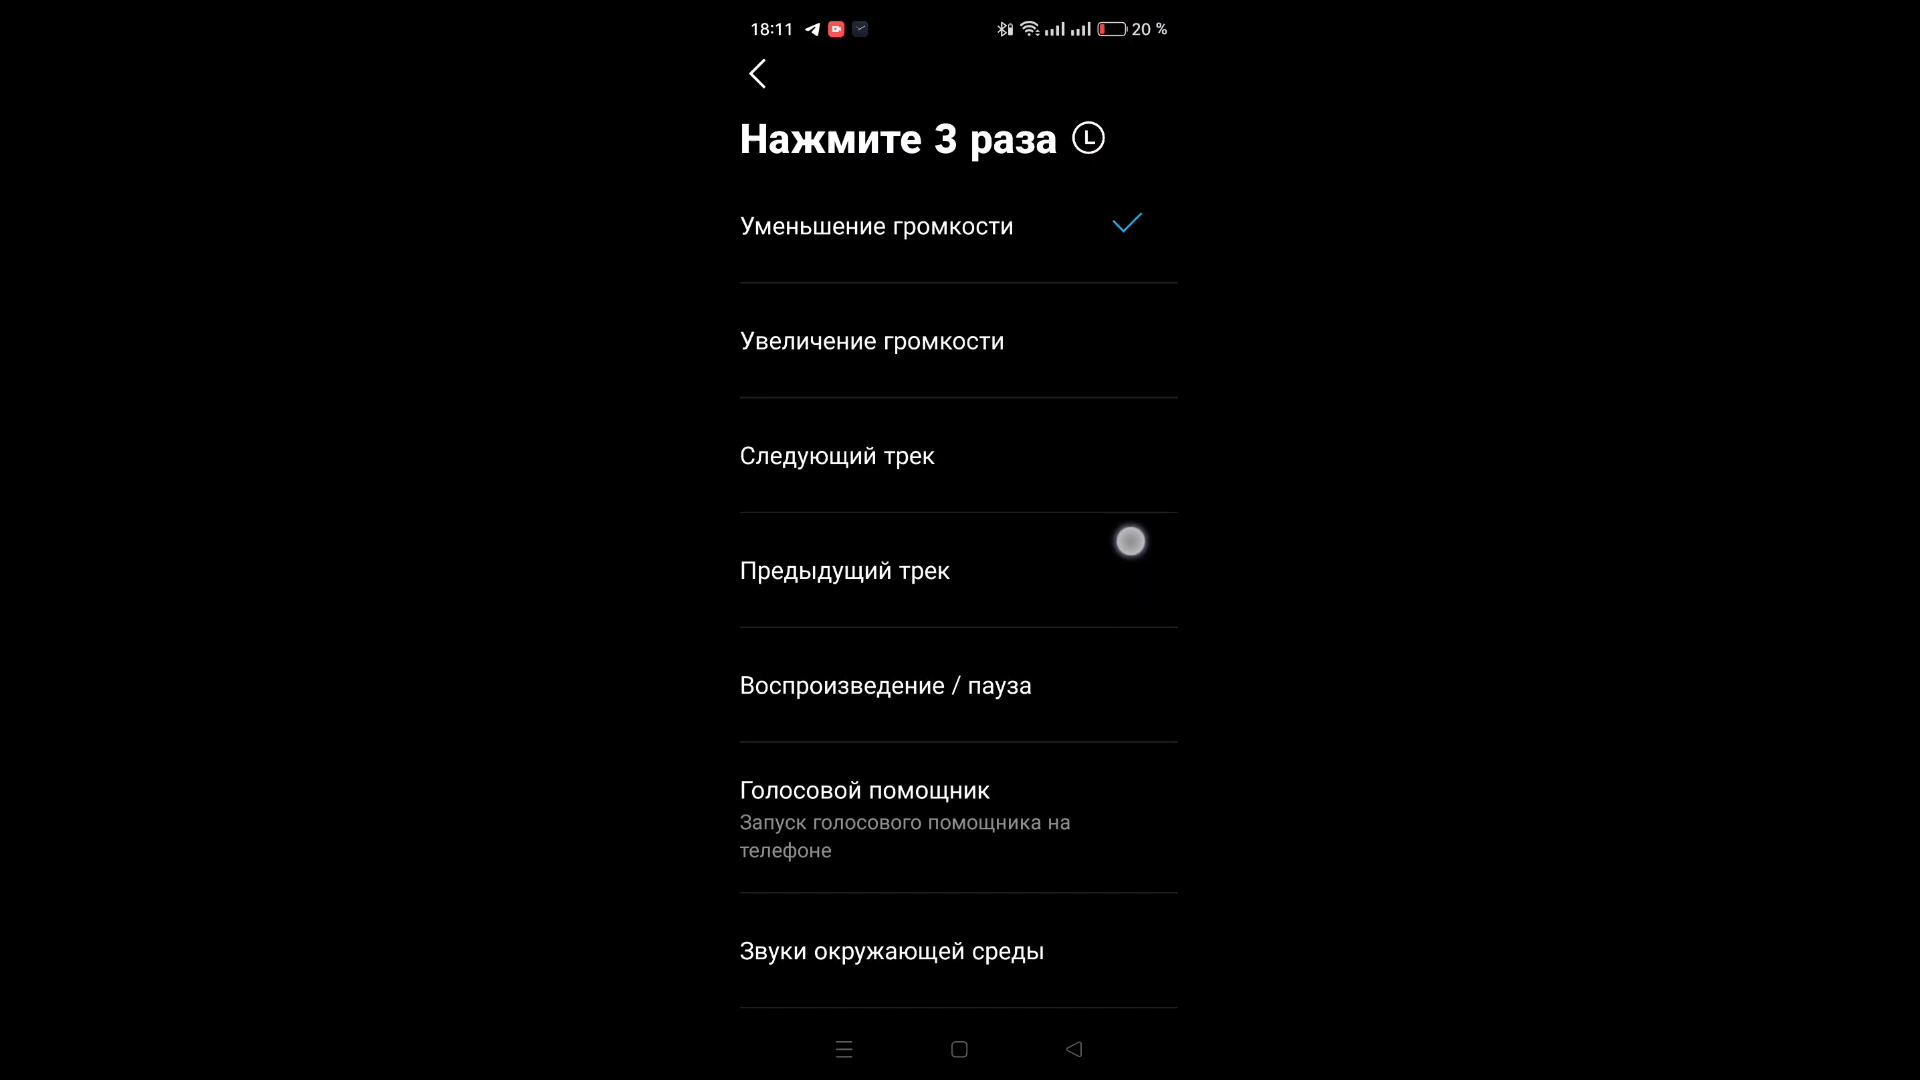 18:11 20 %
Нажмите 3 раза L
Уменьшение громкости
Увеличение громкости
Следующий трек
Предыдущий трек
Воспроизведение / пауза
Голосовой помощник
Запуск голосового помощника на
телефоне
Звуки окружающей среды